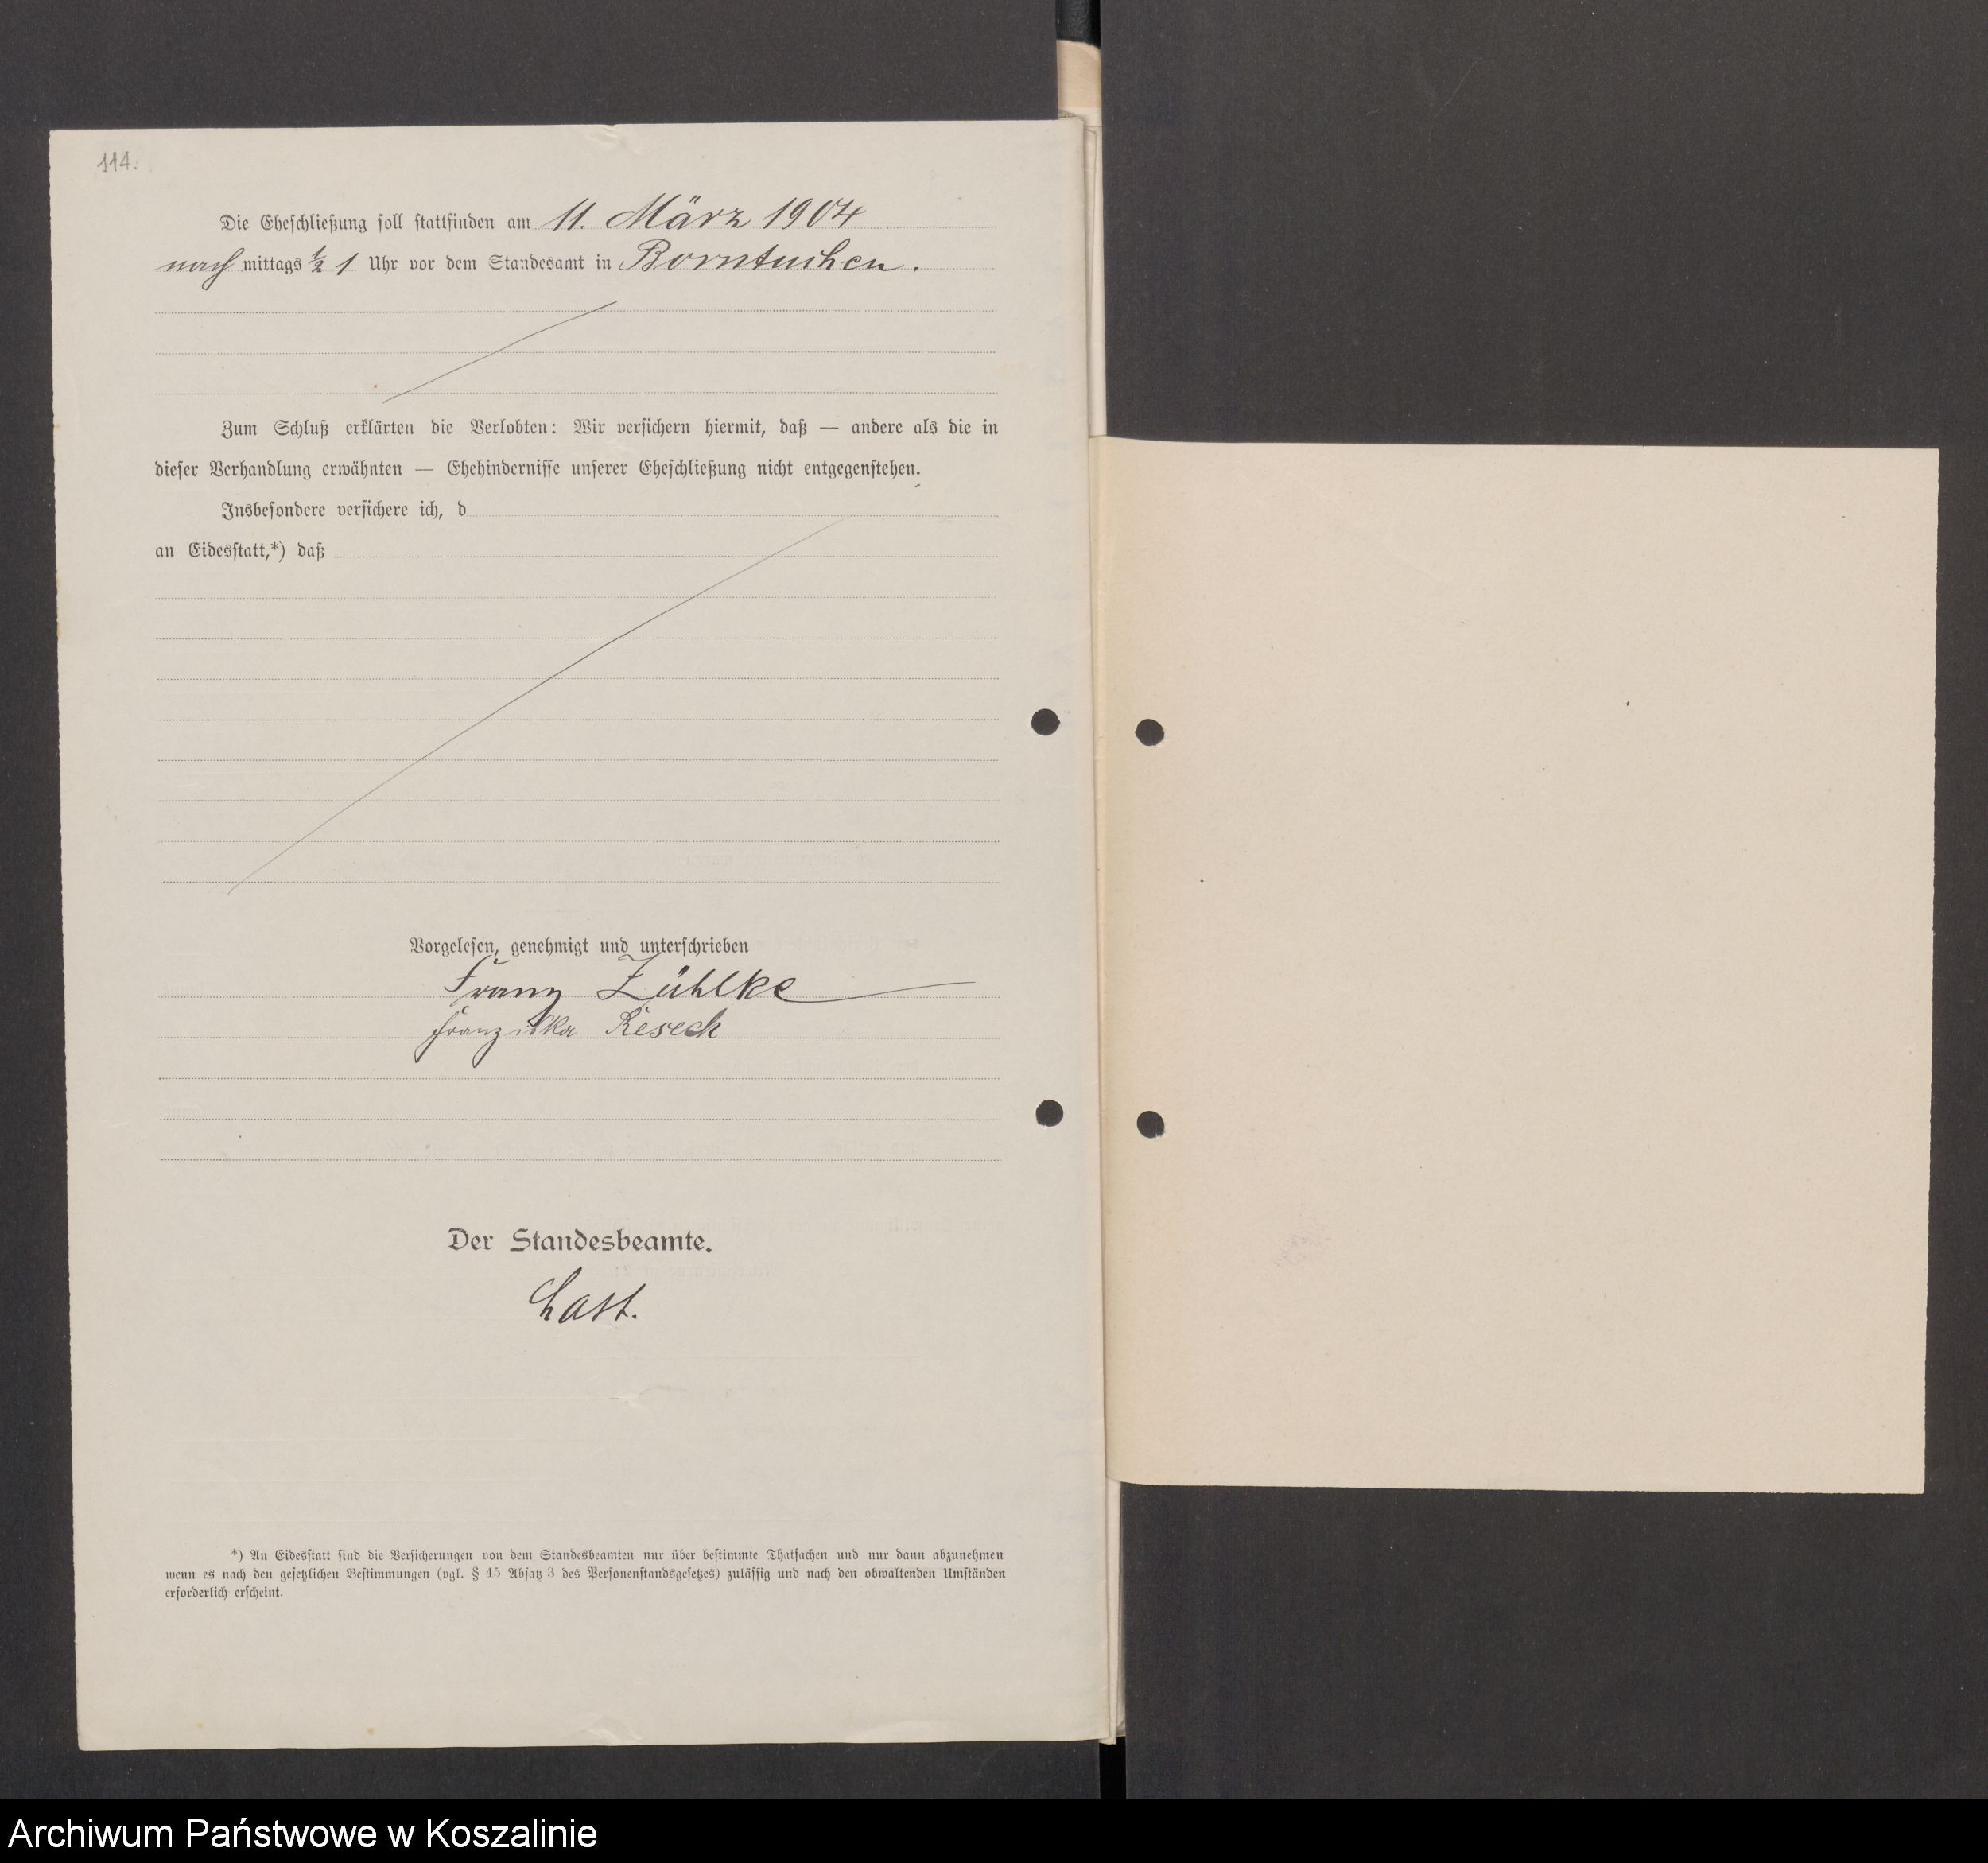 114.
Die Eheschließung soll stattfinden am 11. März 1904
nach mittags ½ 1 Uhr vor dem Standesamt in Borntuchen.
Zum Schluß erklärten die Verlobten: Wir versichern hiermit, daß — andere als die in
dieser Verhandlung erwähnten — Ehehindernisse unserer Eheschließung nicht entgegenstehen.
Insbesondere versichere ich, d
an Eidesstatt,*) daß
Vorgelesen, genehmigt und unterschrieben
Franz Zühlke
Franziska Resech
Der Standesbeamte.
Last.
*) An Eidesstatt sind die Versicherungen von dem Standesbeamten nur über bestimmte Thatsachen und nur dann abzunehmen
wenn es nach den gesetzlichen Bestimmungen (vgl. § 45 Absatz 3 des Personenstandsgesetzes) zulässig und nach den obwaltenden Umständen
erforderlich erscheint.
Archiwum Państwowe w Koszalinie